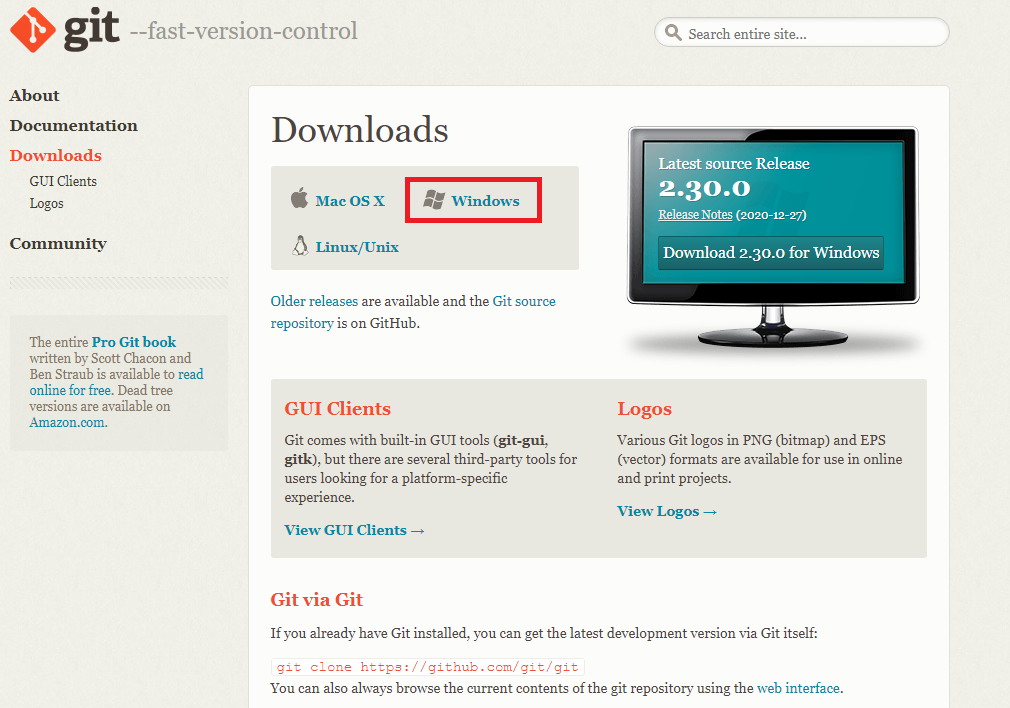 git --fast-version-control
Search entire site...
About
Documentation
Downloads
GUI Clients
Logos
Community
The entire Pro Git book
written by Scott Chacon and
Ben Straub is available to read
online for free. Dead tree
versions are available on
Amazon.com.
Downloads
Mac OS X
Windows
Linux/Unix
Older releases are available and the Git source
repository is on GitHub.
Latest source Release
2.30.0
Release Notes (2020-12-27)
Download 2.30.0 for Windows
GUI Clients
Git comes with built-in GUI tools (git-gui,
gitk), but there are several third-party tools for
users looking for a platform-specific
experience.
View GUI Clients →
Logos
Various Git logos in PNG (bitmap) and EPS
(vector) formats are available for use in online
and print projects.
View Logos →
Git via Git
If you already have Git installed, you can get the latest development version via Git itself:
git clone https://github.com/git/git
You can also always browse the current contents of the git repository using the web interface.